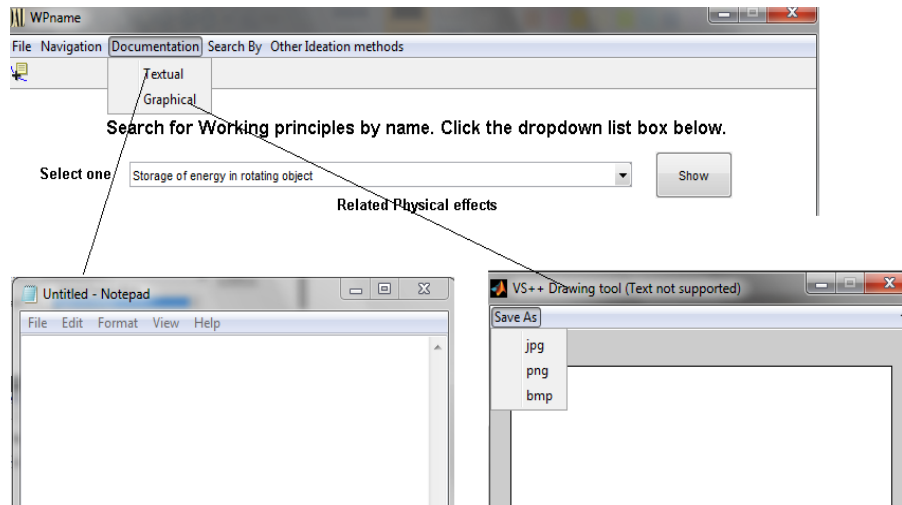 WPname
File Navigation Documentation Search By Other Ideation methods
Textual
Graphical
Search for Working principles by name. Click the dropdown list box below.
Select one Storage of energy in rotating object Show
Related Physical effects
Untitled - Notepad
File Edit Format View Help
VS++ Drawing tool (Text not supported)
Save As
jpg
png
bmp